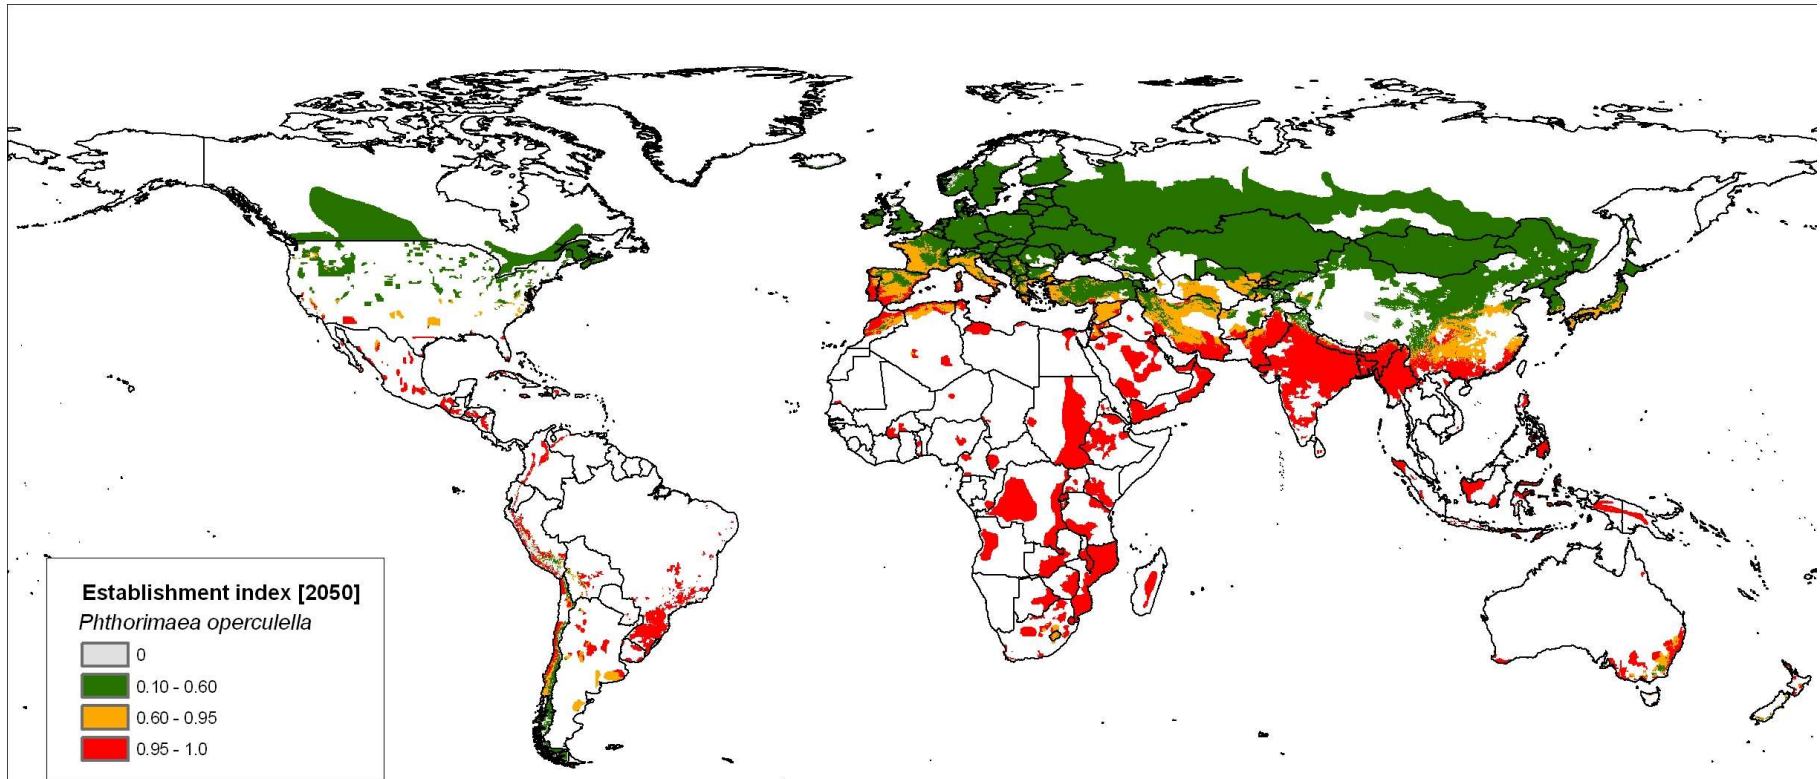 Establishment index [2050]
Phthorimaea operculella
0
0.10 - 0.60
0.60 - 0.95
0.95 - 1.0